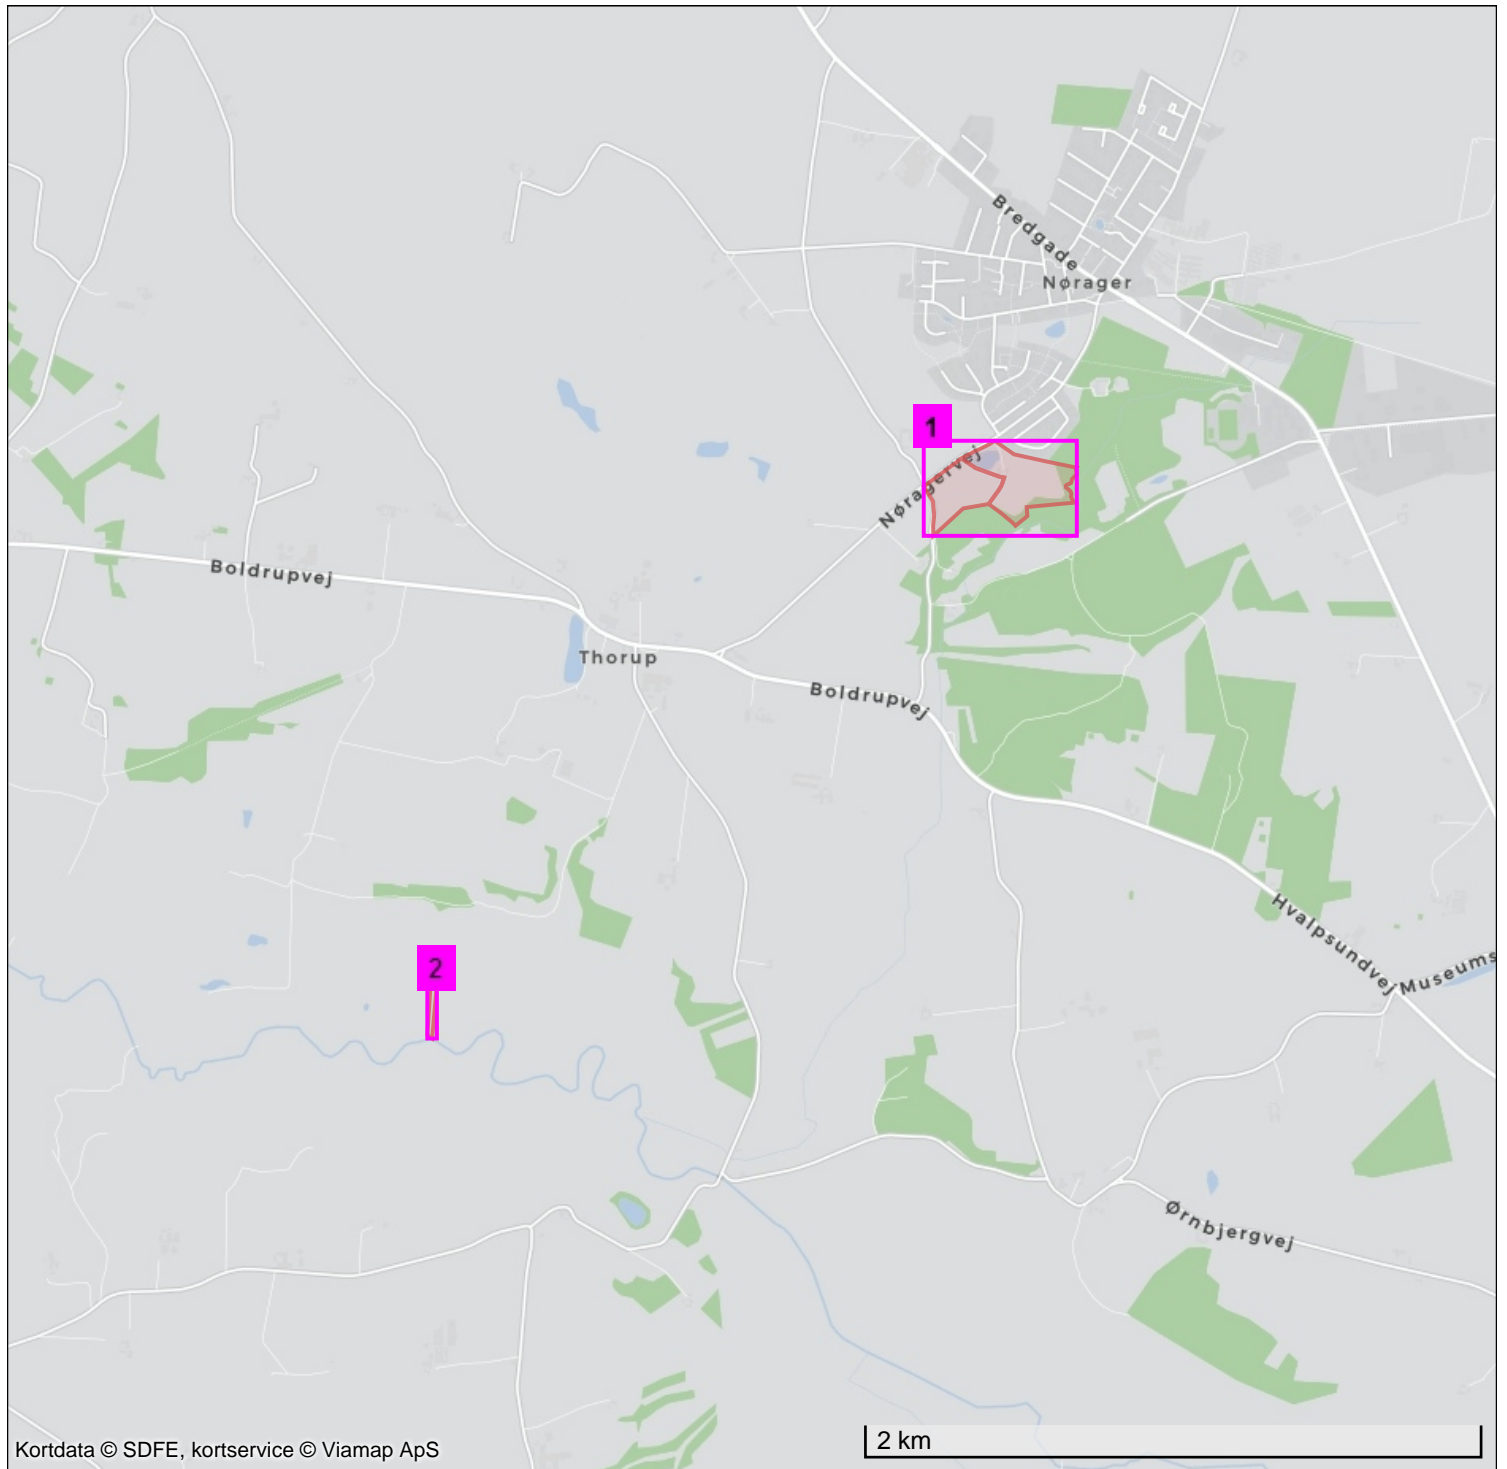 Bredgade
Nørager
1
Nøragervej
Boldrupvej
Thorup
Boldrupvej
Hvalpsundvej
Museums
2
Ørnbjergvej
2 km
Kortdata © SDFE, kortservice © Viamap ApS